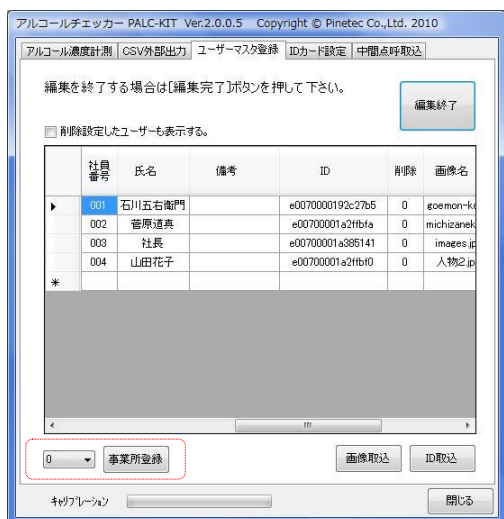 アルコールチェッカー PALC-KIT Ver.2.0.0.5 Copyright © Pinetec Co.,Ltd. 2010
アルコール濃度計測 CSV外部出力 ユーザーマスタ登録 IDカード設定 中間点呼取込
編集を終了する場合は[編集完了]ボタンを押して下さい。
編集終了
削除設定したユーザーも表示する。
社員番号 氏名 備考 ID 削除 画像名
001 石川五右衛門 e0070000192c27b5 0 goemon-k
002 菅原道真 e00700001a2ffbfa 0 michizanek
003 社長 e00700001a385141 0 images.jp
004 山田花子 e00700001a2ffbf0 0 人物2.jp
0 事業所登録 画像取込 ID取込
キャリブレーション 閉じる